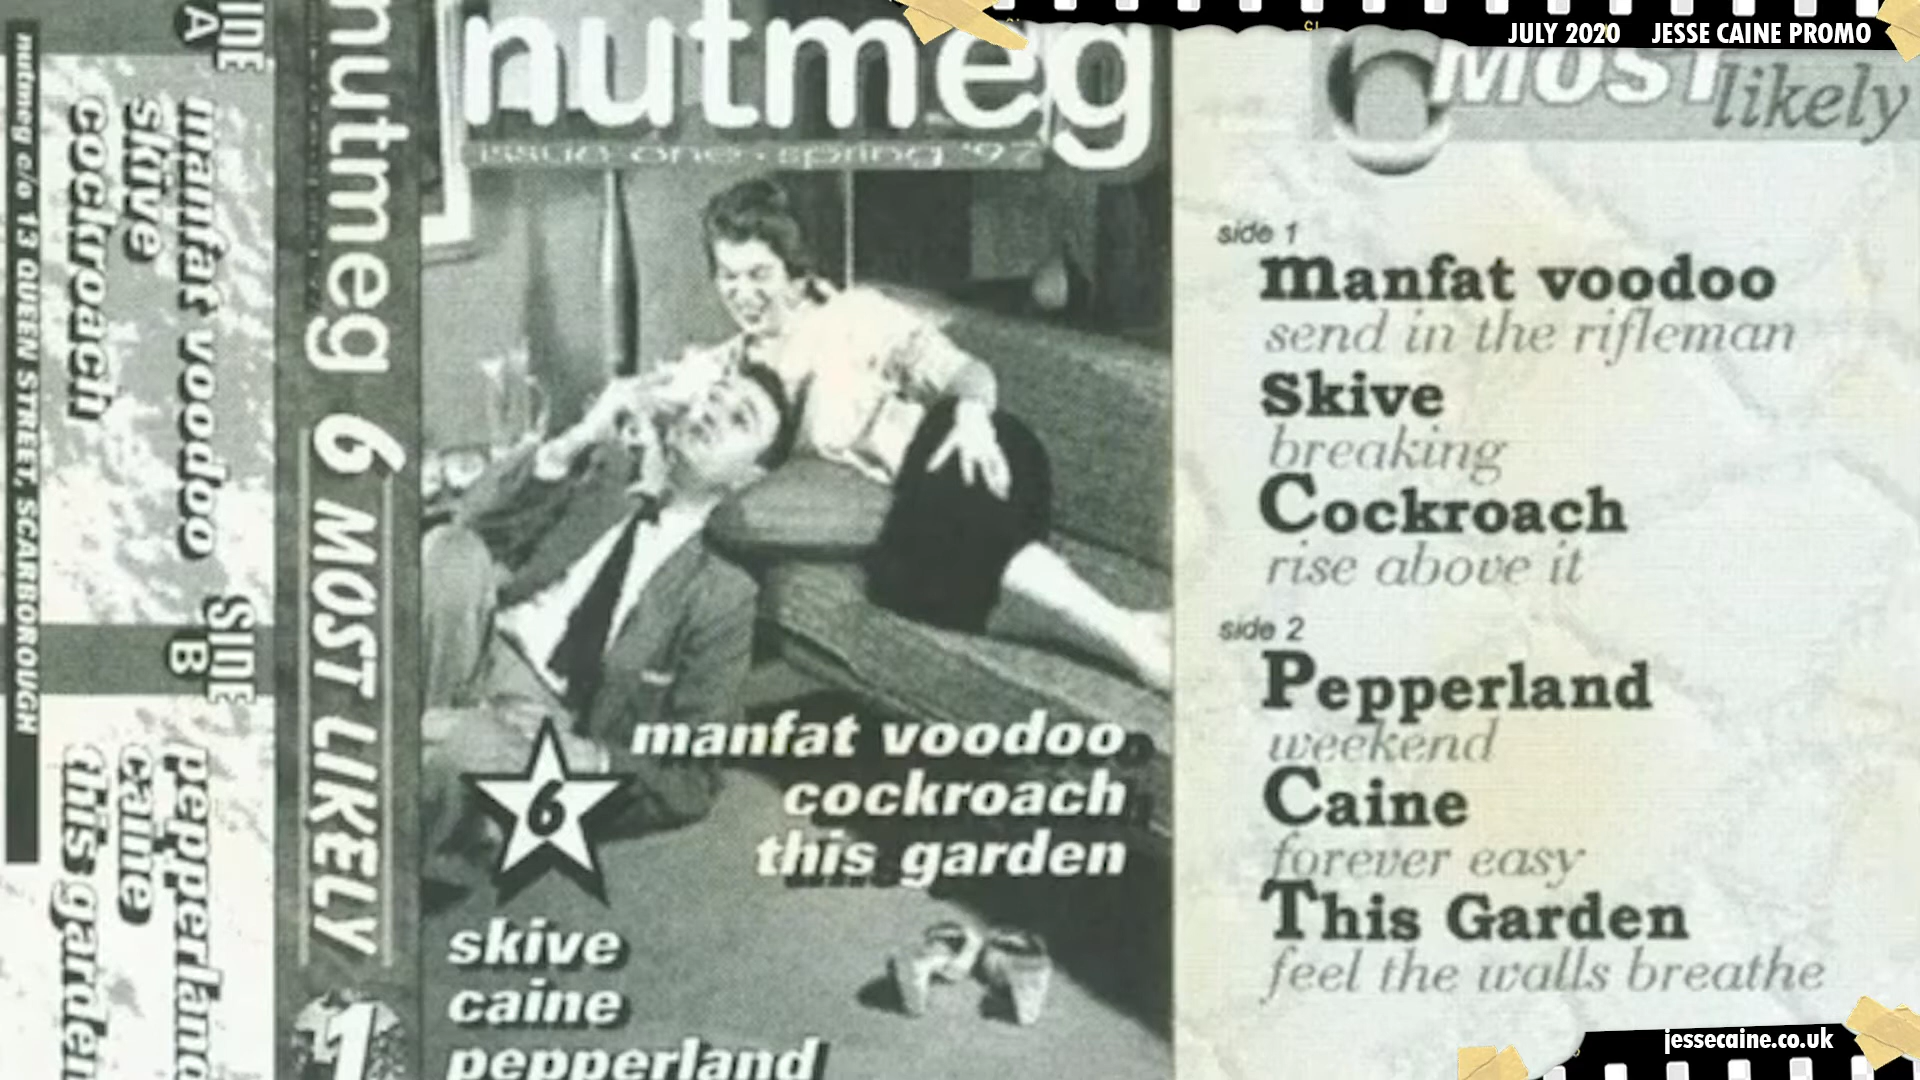 JULY 2020 JESSE CAINE PROMO
SIDE
A
manfat voodoo
skive
cockroach
SIDE
B
pepperland
caine
this garden
nutmeg c/o 13 QUEEN STREET, SCARBOROUGH
nutmeg 6 MOST LIKELY
1
nutmeg
issue one • spring '97
6
manfat voodoo
cockroach
this garden
skive
caine
pepperland
6 MOST likely
side 1
manfat voodoo
send in the rifleman
skive
breaking
Cockroach
rise above it
side 2
Pepperland
weekend
Caine
forever easy
This Garden
feel the walls breathe
jessecaine.co.uk